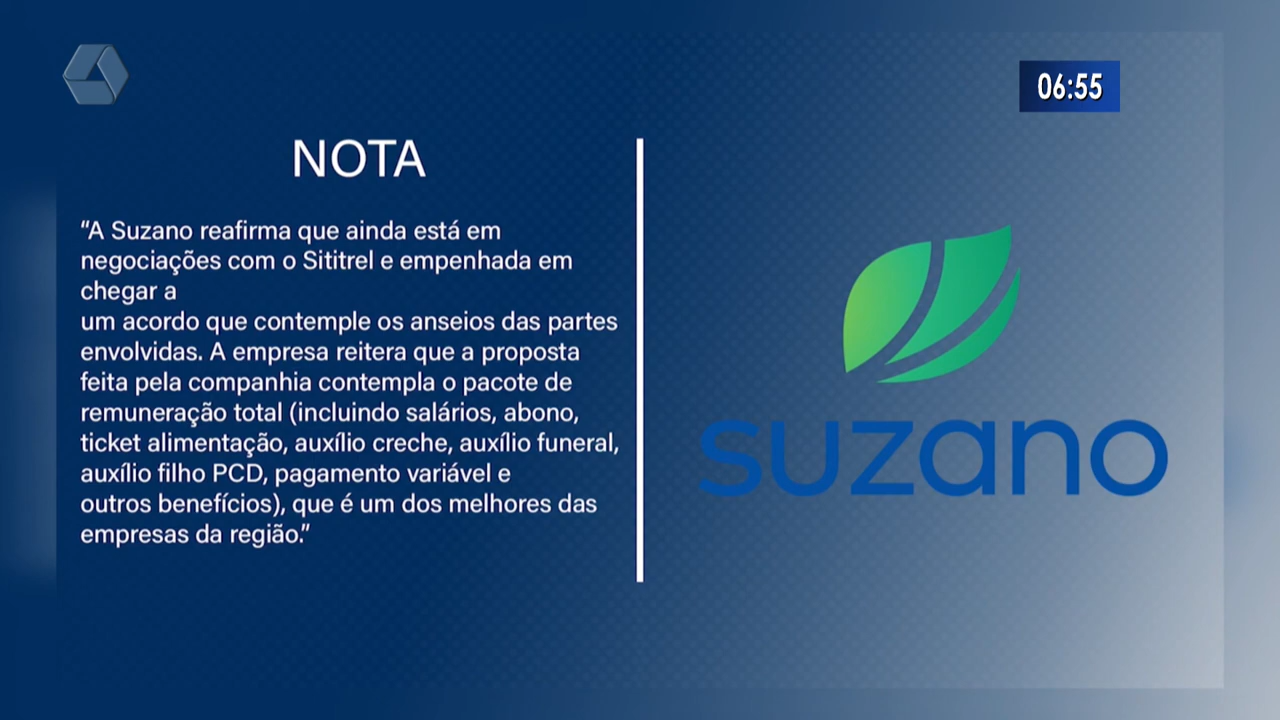 06:55
NOTA
“A Suzano reafirma que ainda está em
negociações com o Sititrel e empenhada em
chegar a
um acordo que contemple os anseios das partes
envolvidas. A empresa reitera que a proposta
feita pela companhia contempla o pacote de
remuneração total (incluindo salários, abono,
ticket alimentação, auxílio creche, auxílio funeral,
auxílio filho PCD, pagamento variável e
outros benefícios), que é um dos melhores das
empresas da região.”
suzano